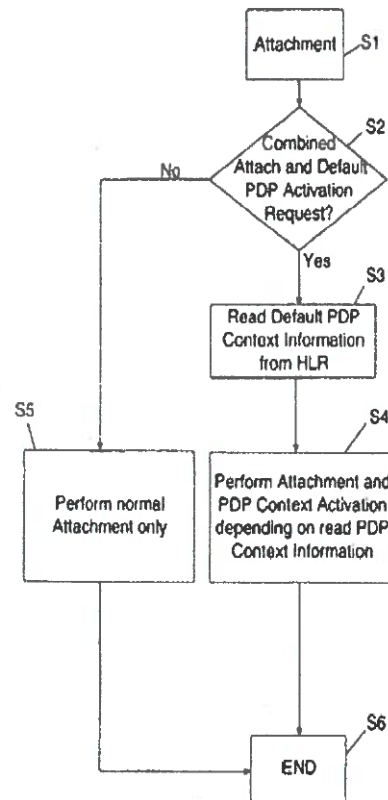 Attachment
S1
S2
Combined
Attach and Default
PDP Activation
Request?
No
Yes
S3
Read Default PDP
Context Information
from HLR
S5
S4
Perform normal
Attachment only
Perform Attachment and
PDP Context Activation
depending on read PDP
Context Information
S6
END